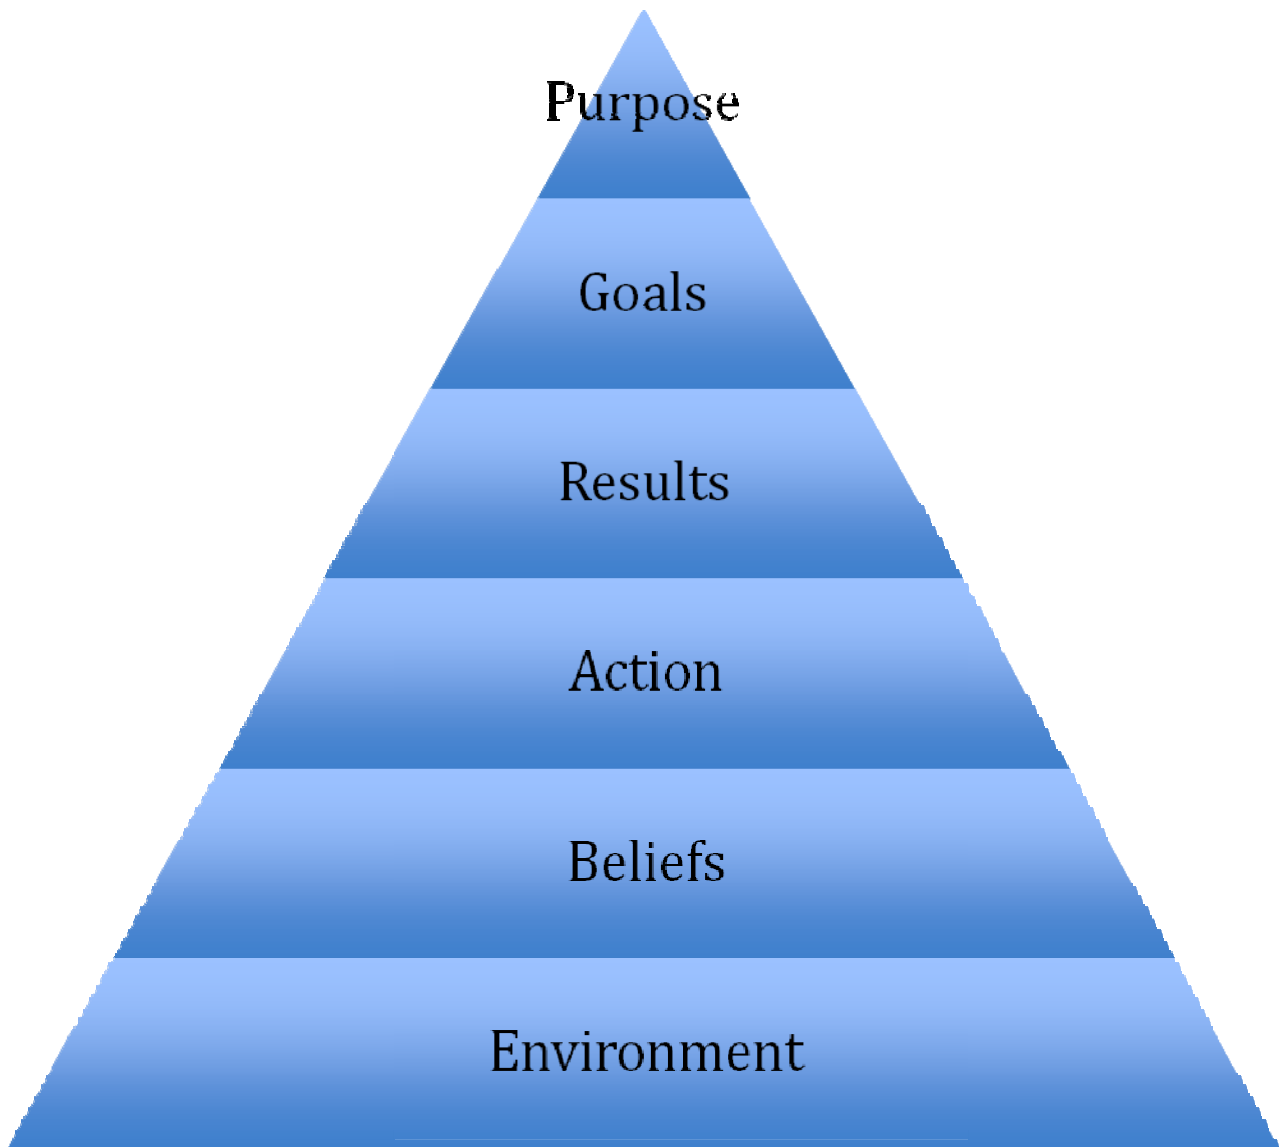 Purpose
Goals
Results
Action
Beliefs
Environment